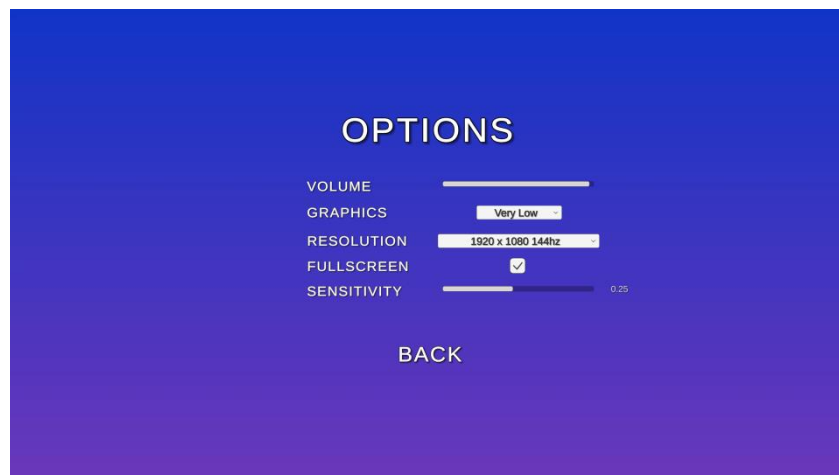 OPTIONS
VOLUME
GRAPHICS Very Low
RESOLUTION 1920 x 1080 144hz
FULLSCREEN
SENSITIVITY 0.25
BACK